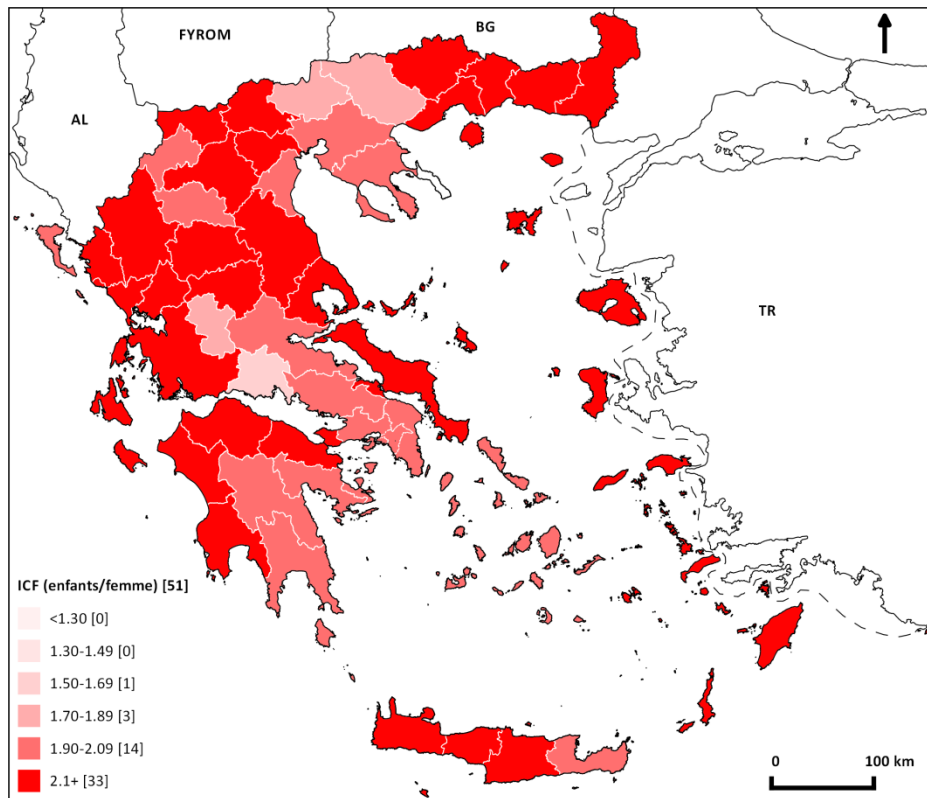 FYROM
BG
AL
TR
ICF (enfants/femme) [51]
<1.30 [0]
1.30-1.49 [0]
1.50-1.69 [1]
1.70-1.89 [3]
1.90-2.09 [14]
2.1+ [33]
0 100 km